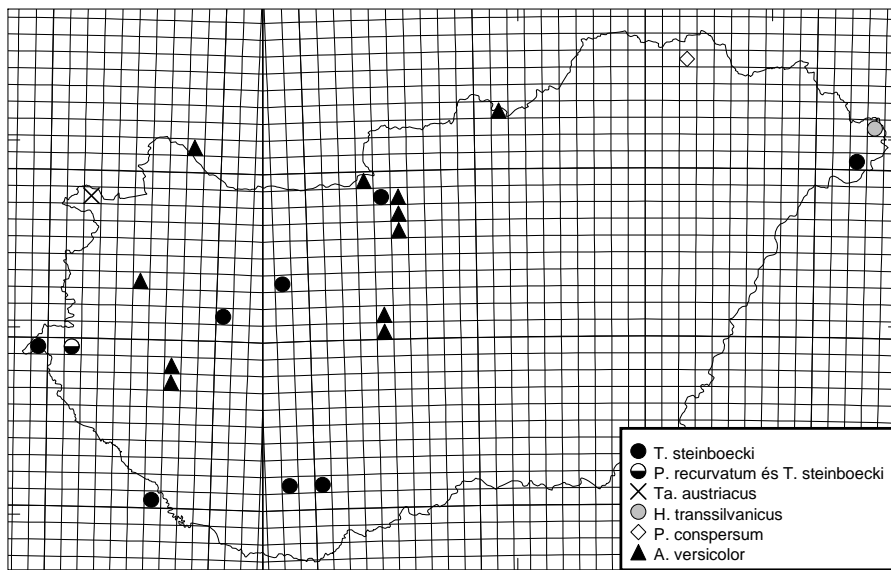 T. steinboecki
P. recurvatum és T. steinboecki
Ta. austriacus
H. transsilvanicus
P. conspersum
A. versicolor